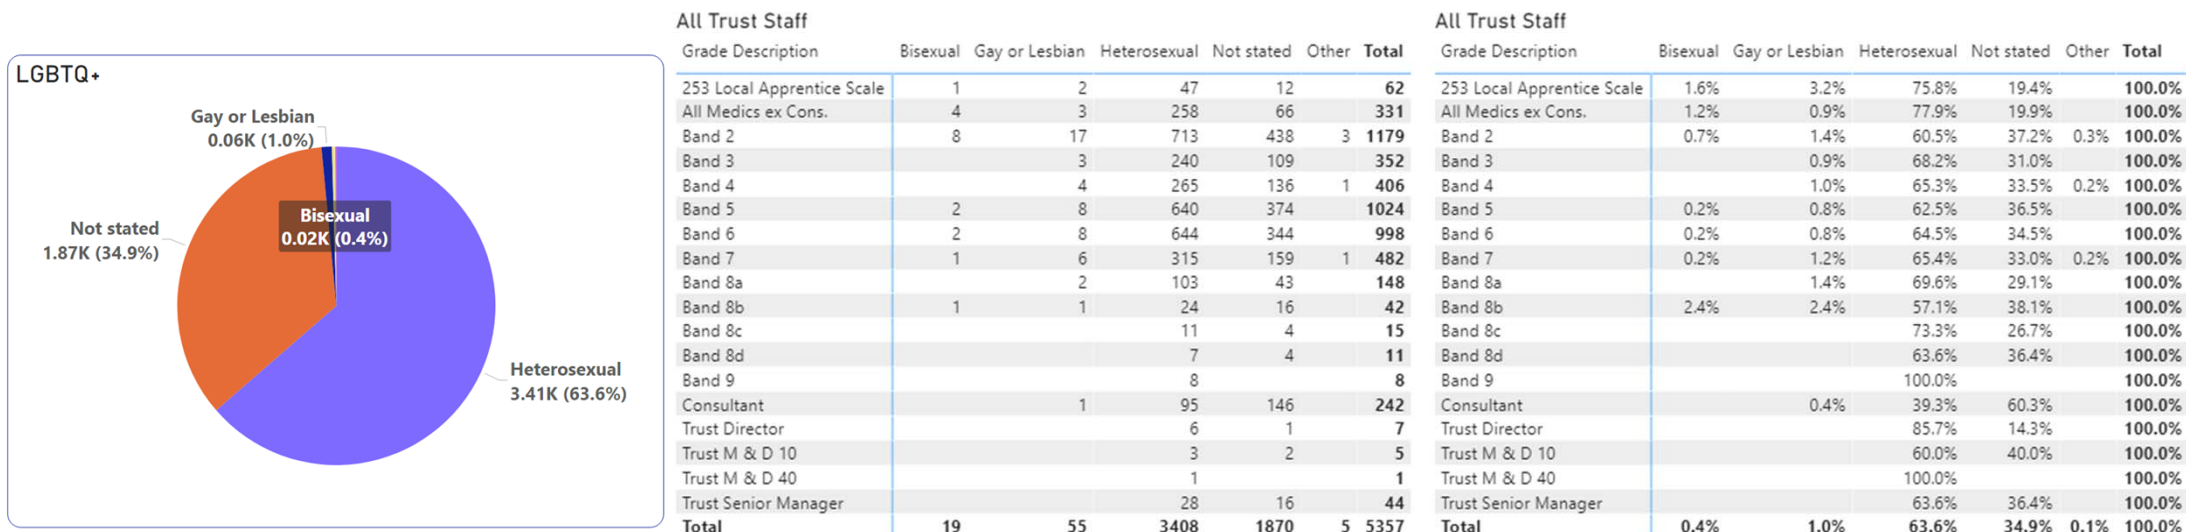 LGBTQ+
Gay or Lesbian
0.06K (1.0%)
Bisexual
0.02K (0.4%)
Not stated
1.87K (34.9%)
Heterosexual
3.41K (63.6%)
All Trust Staff
Grade Description Bisexual Gay or Lesbian Heterosexual Not stated Other Total
253 Local Apprentice Scale 1 2 47 12 62
All Medics ex Cons. 4 3 258 66 331
Band 2 8 17 713 438 3 1179
Band 3 3 240 109 352
Band 4 4 265 136 1 406
Band 5 2 8 640 374 1024
Band 6 2 8 644 344 998
Band 7 1 6 315 159 1 482
Band 8a 2 103 43 148
Band 8b 1 1 24 16 42
Band 8c 11 4 15
Band 8d 7 4 11
Band 9 8 8
Consultant 1 95 146 242
Trust Director 6 1 7
Trust M & D 10 3 2 5
Trust M & D 40 1 1
Trust Senior Manager 28 16 44
Total 19 55 3408 1870 5 5357
All Trust Staff
Grade Description Bisexual Gay or Lesbian Heterosexual Not stated Other Total
253 Local Apprentice Scale 1.6% 3.2% 75.8% 19.4% 100.0%
All Medics ex Cons. 1.2% 0.9% 77.9% 19.9% 100.0%
Band 2 0.7% 1.4% 60.5% 37.2% 0.3% 100.0%
Band 3 0.9% 68.2% 31.0% 100.0%
Band 4 1.0% 65.3% 33.5% 0.2% 100.0%
Band 5 0.2% 0.8% 62.5% 36.5% 100.0%
Band 6 0.2% 0.8% 64.5% 34.5% 100.0%
Band 7 0.2% 1.2% 65.4% 33.0% 0.2% 100.0%
Band 8a 1.4% 69.6% 29.1% 100.0%
Band 8b 2.4% 2.4% 57.1% 38.1% 100.0%
Band 8c 73.3% 26.7% 100.0%
Band 8d 63.6% 36.4% 100.0%
Band 9 100.0% 100.0%
Consultant 0.4% 39.3% 60.3% 100.0%
Trust Director 85.7% 14.3% 100.0%
Trust M & D 10 60.0% 40.0% 100.0%
Trust M & D 40 100.0% 100.0%
Trust Senior Manager 63.6% 36.4% 100.0%
Total 0.4% 1.0% 63.6% 34.9% 0.1% 100.0%